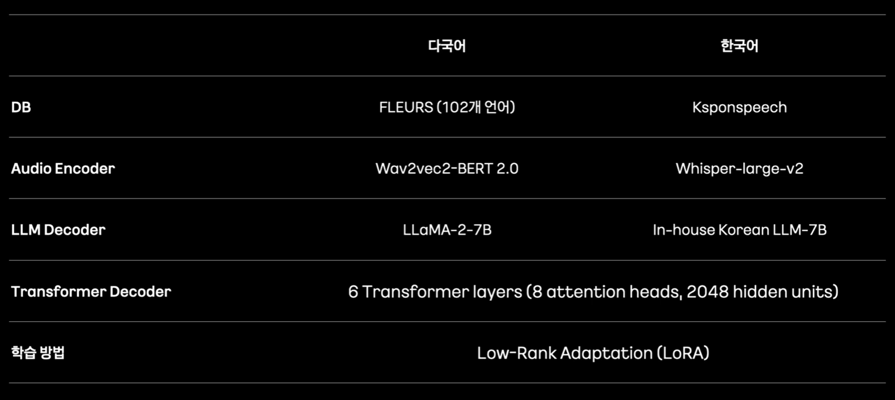 다국어 한국어
DB FLEURS (102개 언어) Ksponspeech
Audio Encoder Wav2vec2-BERT 2.0 Whisper-large-v2
LLM Decoder LLaMA-2-7B In-house Korean LLM-7B
Transformer Decoder 6 Transformer layers (8 attention heads, 2048 hidden units)
학습 방법 Low-Rank Adaptation (LoRA)